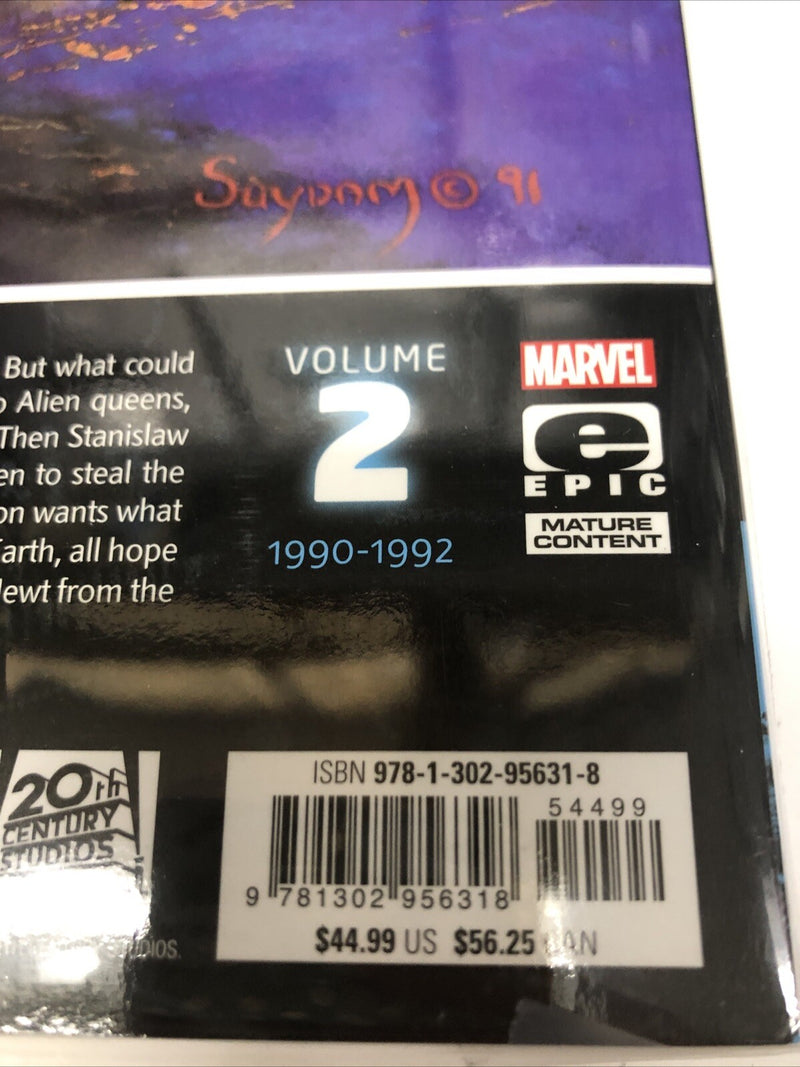 Suydam © 91
But what could
Alien queens,
Then Stanislaw
en to steal the
on wants what
Earth, all hope
Newt from the
VOLUME
2
1990-1992
MARVEL
e
EPIC
MATURE
CONTENT
20th
CENTURY
STUDIOS
ISBN 978-1-302-95631-8
54499
9 781302 956318
$44.99 US $56.25 CAN